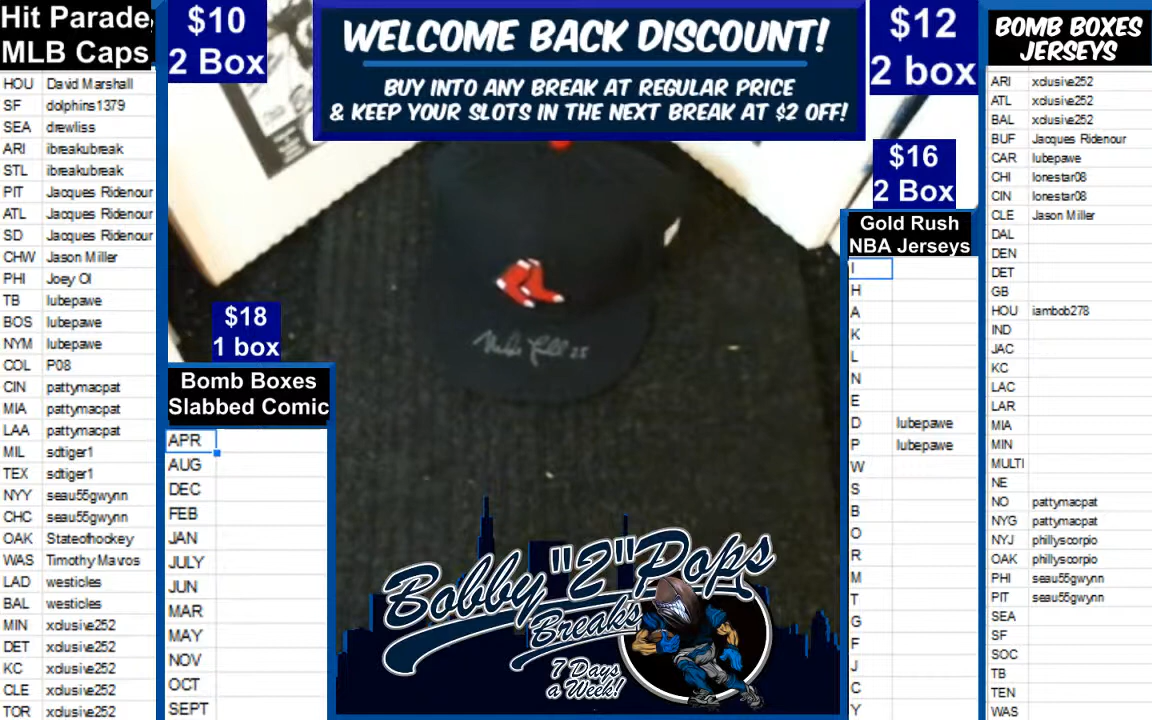 Hit Parade
MLB Caps
HOU David Marshall
SF dolphins1379
SEA drewliss
ARI ibreakubreak
STL ibreakubreak
PIT Jacques Ridenour
ATL Jacques Ridenour
SD Jacques Ridenour
CHW Jason Miller
PHI Joey Ol
TB lubepawe
BOS lubepawe
NYM lubepawe
COL P08
CIN pattymacpat
MIA pattymacpat
LAA pattymacpat
MIL sdtiger1
TEX sdtiger1
NYY seau55gwynn
CHC seau55gwynn
OAK Stateofhockey
WAS Timothy Mavros
LAD westicles
BAL westicles
MIN xclusive252
DET xclusive252
KC xclusive252
CLE xclusive252
TOR xclusive252
$10
2 Box
$18
1 box
Bomb Boxes
Slabbed Comic
APR
AUG
DEC
FEB
JAN
JULY
JUN
MAR
MAY
NOV
OCT
SEPT
WELCOME BACK DISCOUNT!
BUY INTO ANY BREAK AT REGULAR PRICE
& KEEP YOUR SLOTS IN THE NEXT BREAK AT $2 OFF!
Bobby "2" Pops
Breaks
7 Days
a Week!
$12
2 box
$16
2 Box
Gold Rush
NBA Jerseys
I
H
A
K
L
N
E
D lubepawe
P lubepawe
W
S
B
O
R
M
T
G
F
J
C
Y
BOMB BOXES
JERSEYS
ARI xclusive252
ATL xclusive252
BAL xclusive252
BUF Jacques Ridenour
CAR lubepawe
CHI lonestar08
CIN lonestar08
CLE Jason Miller
DAL
DEN
DET
GB
HOU iambob278
IND
JAC
KC
LAC
LAR
MIA
MIN
MULTI
NE
NO pattymacpat
NYG pattymacpat
NYJ phillyscorpio
OAK phillyscorpio
PHI seau55gwynn
PIT seau55gwynn
SEA
SF
SOC
TB
TEN
WAS